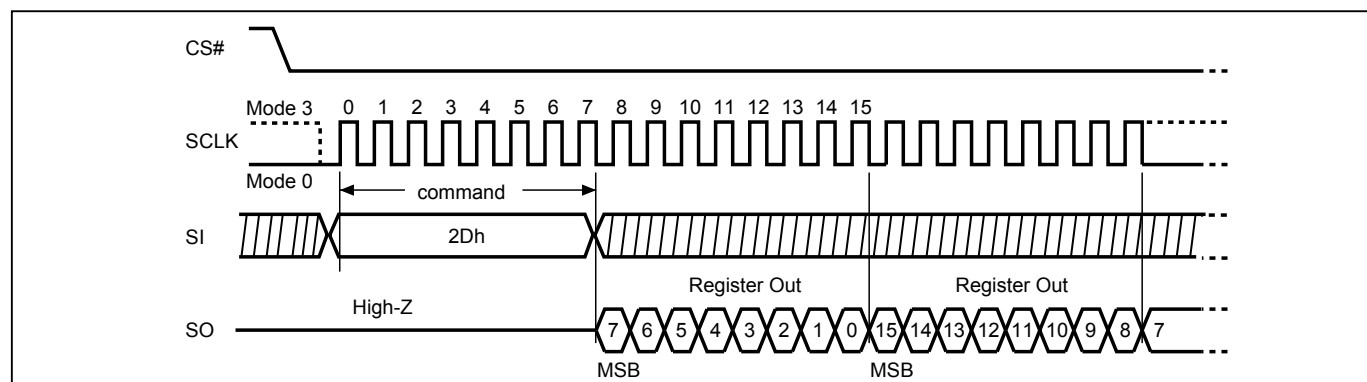 CS#
Mode 3 0 1 2 3 4 5 6 7 8 9 10 11 12 13 14 15
SCLK
Mode 0
command
SI
2Dh
Register Out Register Out
High-Z
SO
7 6 5 4 3 2 1 0 15 14 13 12 11 10 9 8 7
MSB MSB